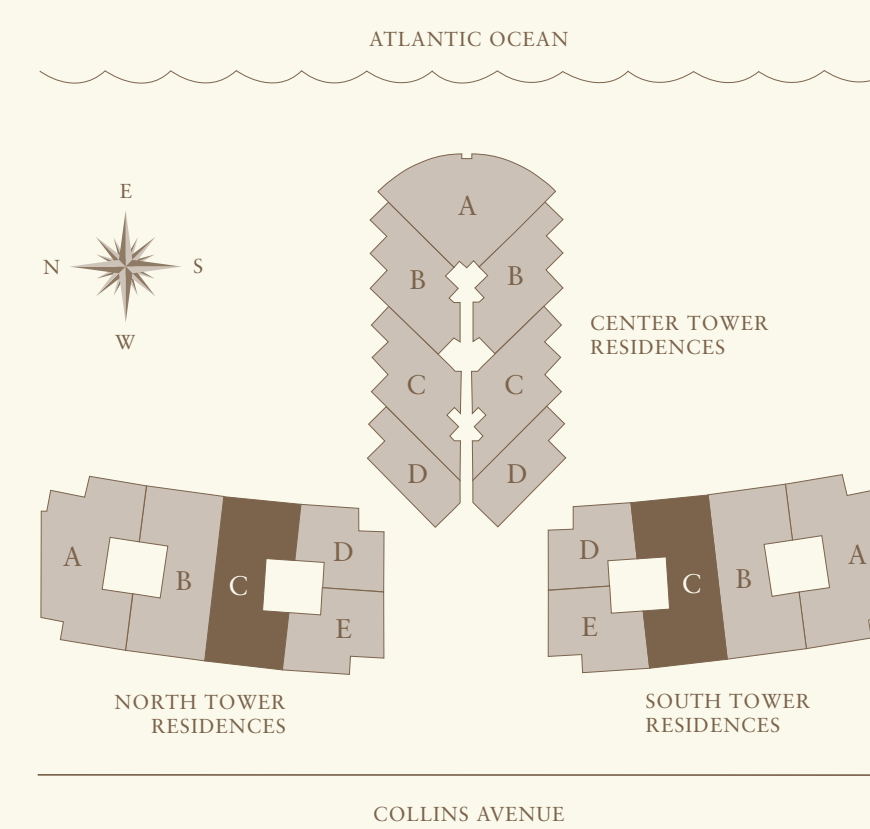 ATLANTIC OCEAN
E
N
S
W
A
B
B
C
C
D
D
CENTER TOWER
RESIDENCES
A
B
C
D
E
D
E
C
B
A
NORTH TOWER
RESIDENCES
SOUTH TOWER
RESIDENCES
COLLINS AVENUE